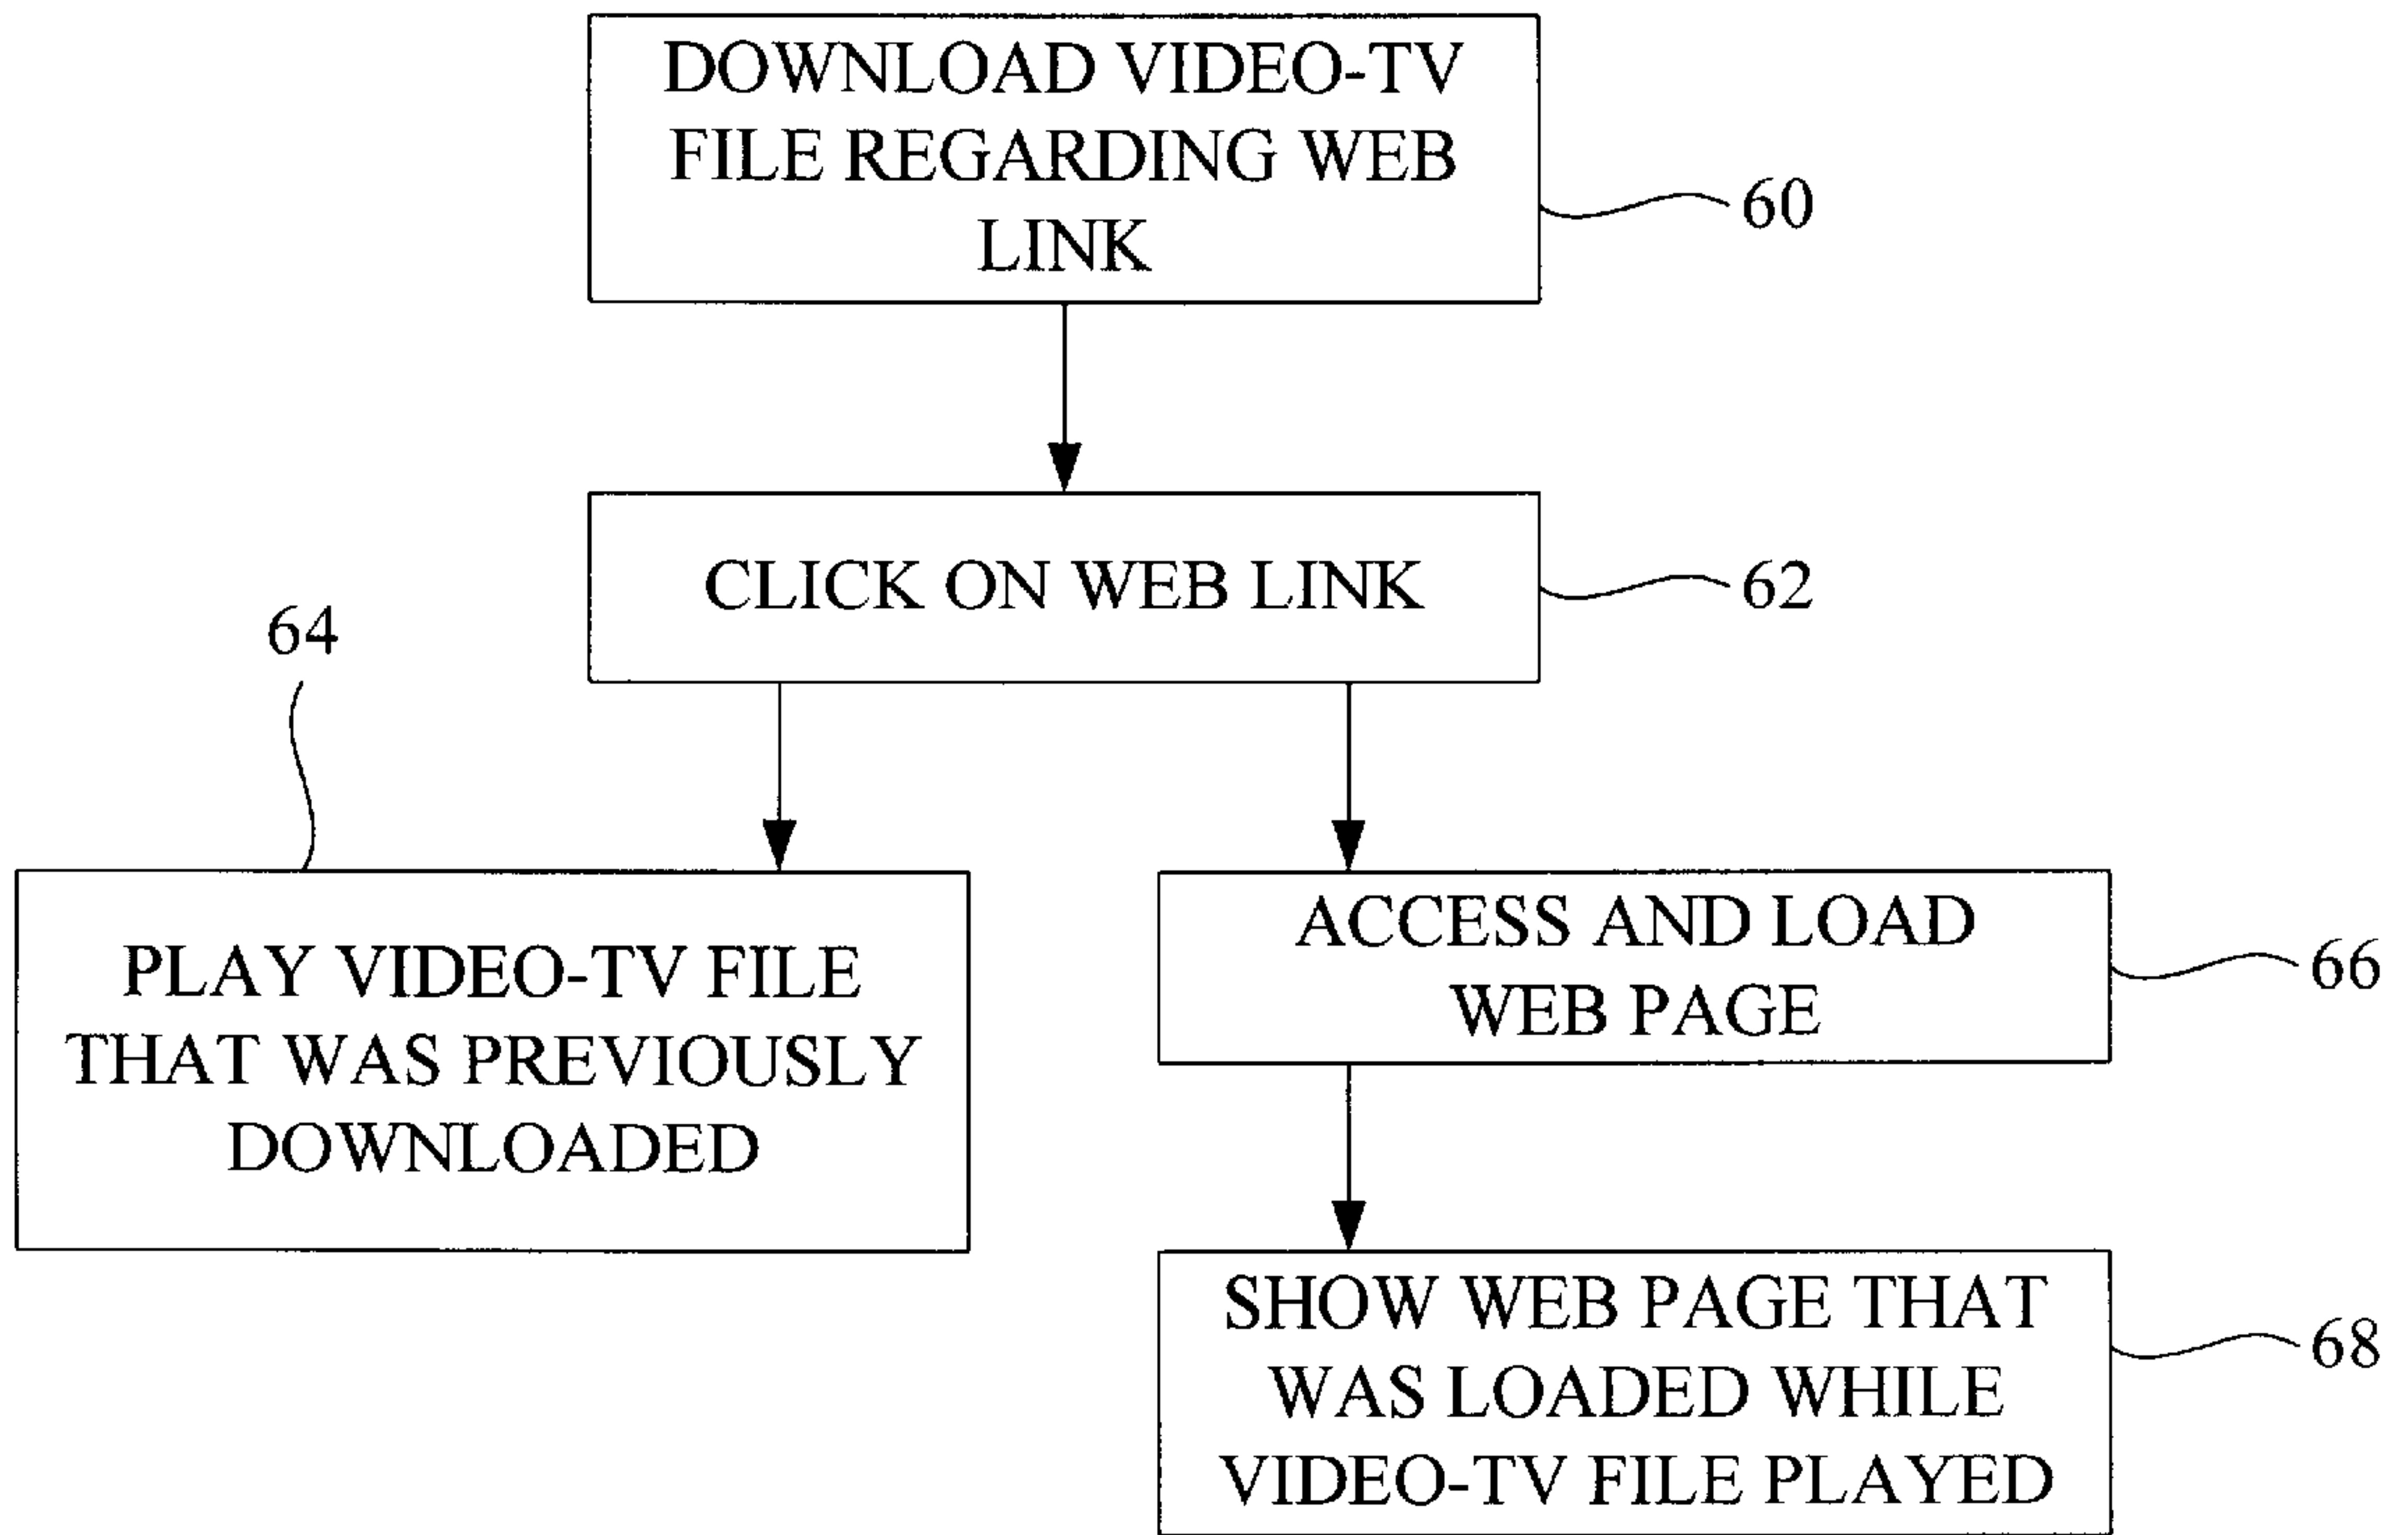 DOWNLOAD VIDEO-TV
FILE REGARDING WEB
LINK
60
CLICK ON WEB LINK
62
64
PLAY VIDEO-TV FILE
THAT WAS PREVIOUSLY
DOWNLOADED
ACCESS AND LOAD
WEB PAGE
66
SHOW WEB PAGE THAT
WAS LOADED WHILE
VIDEO-TV FILE PLAYED
68